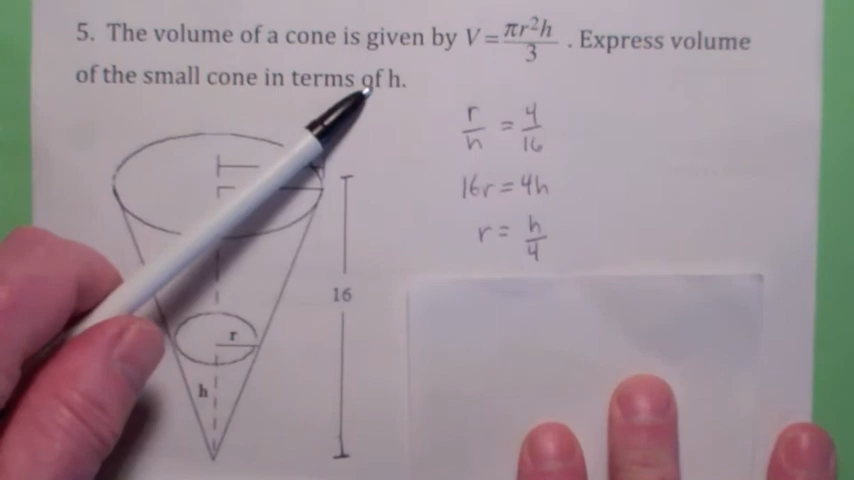 5. The volume of a cone is given by V = πr²h/3 . Express volume
of the small cone in terms of h.
r/h = 4/16
16r = 4h
r = h/4
16
r
h